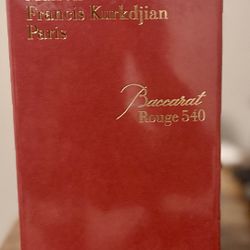 Francis Kurkdjian
Paris
Baccarat
Rouge 540